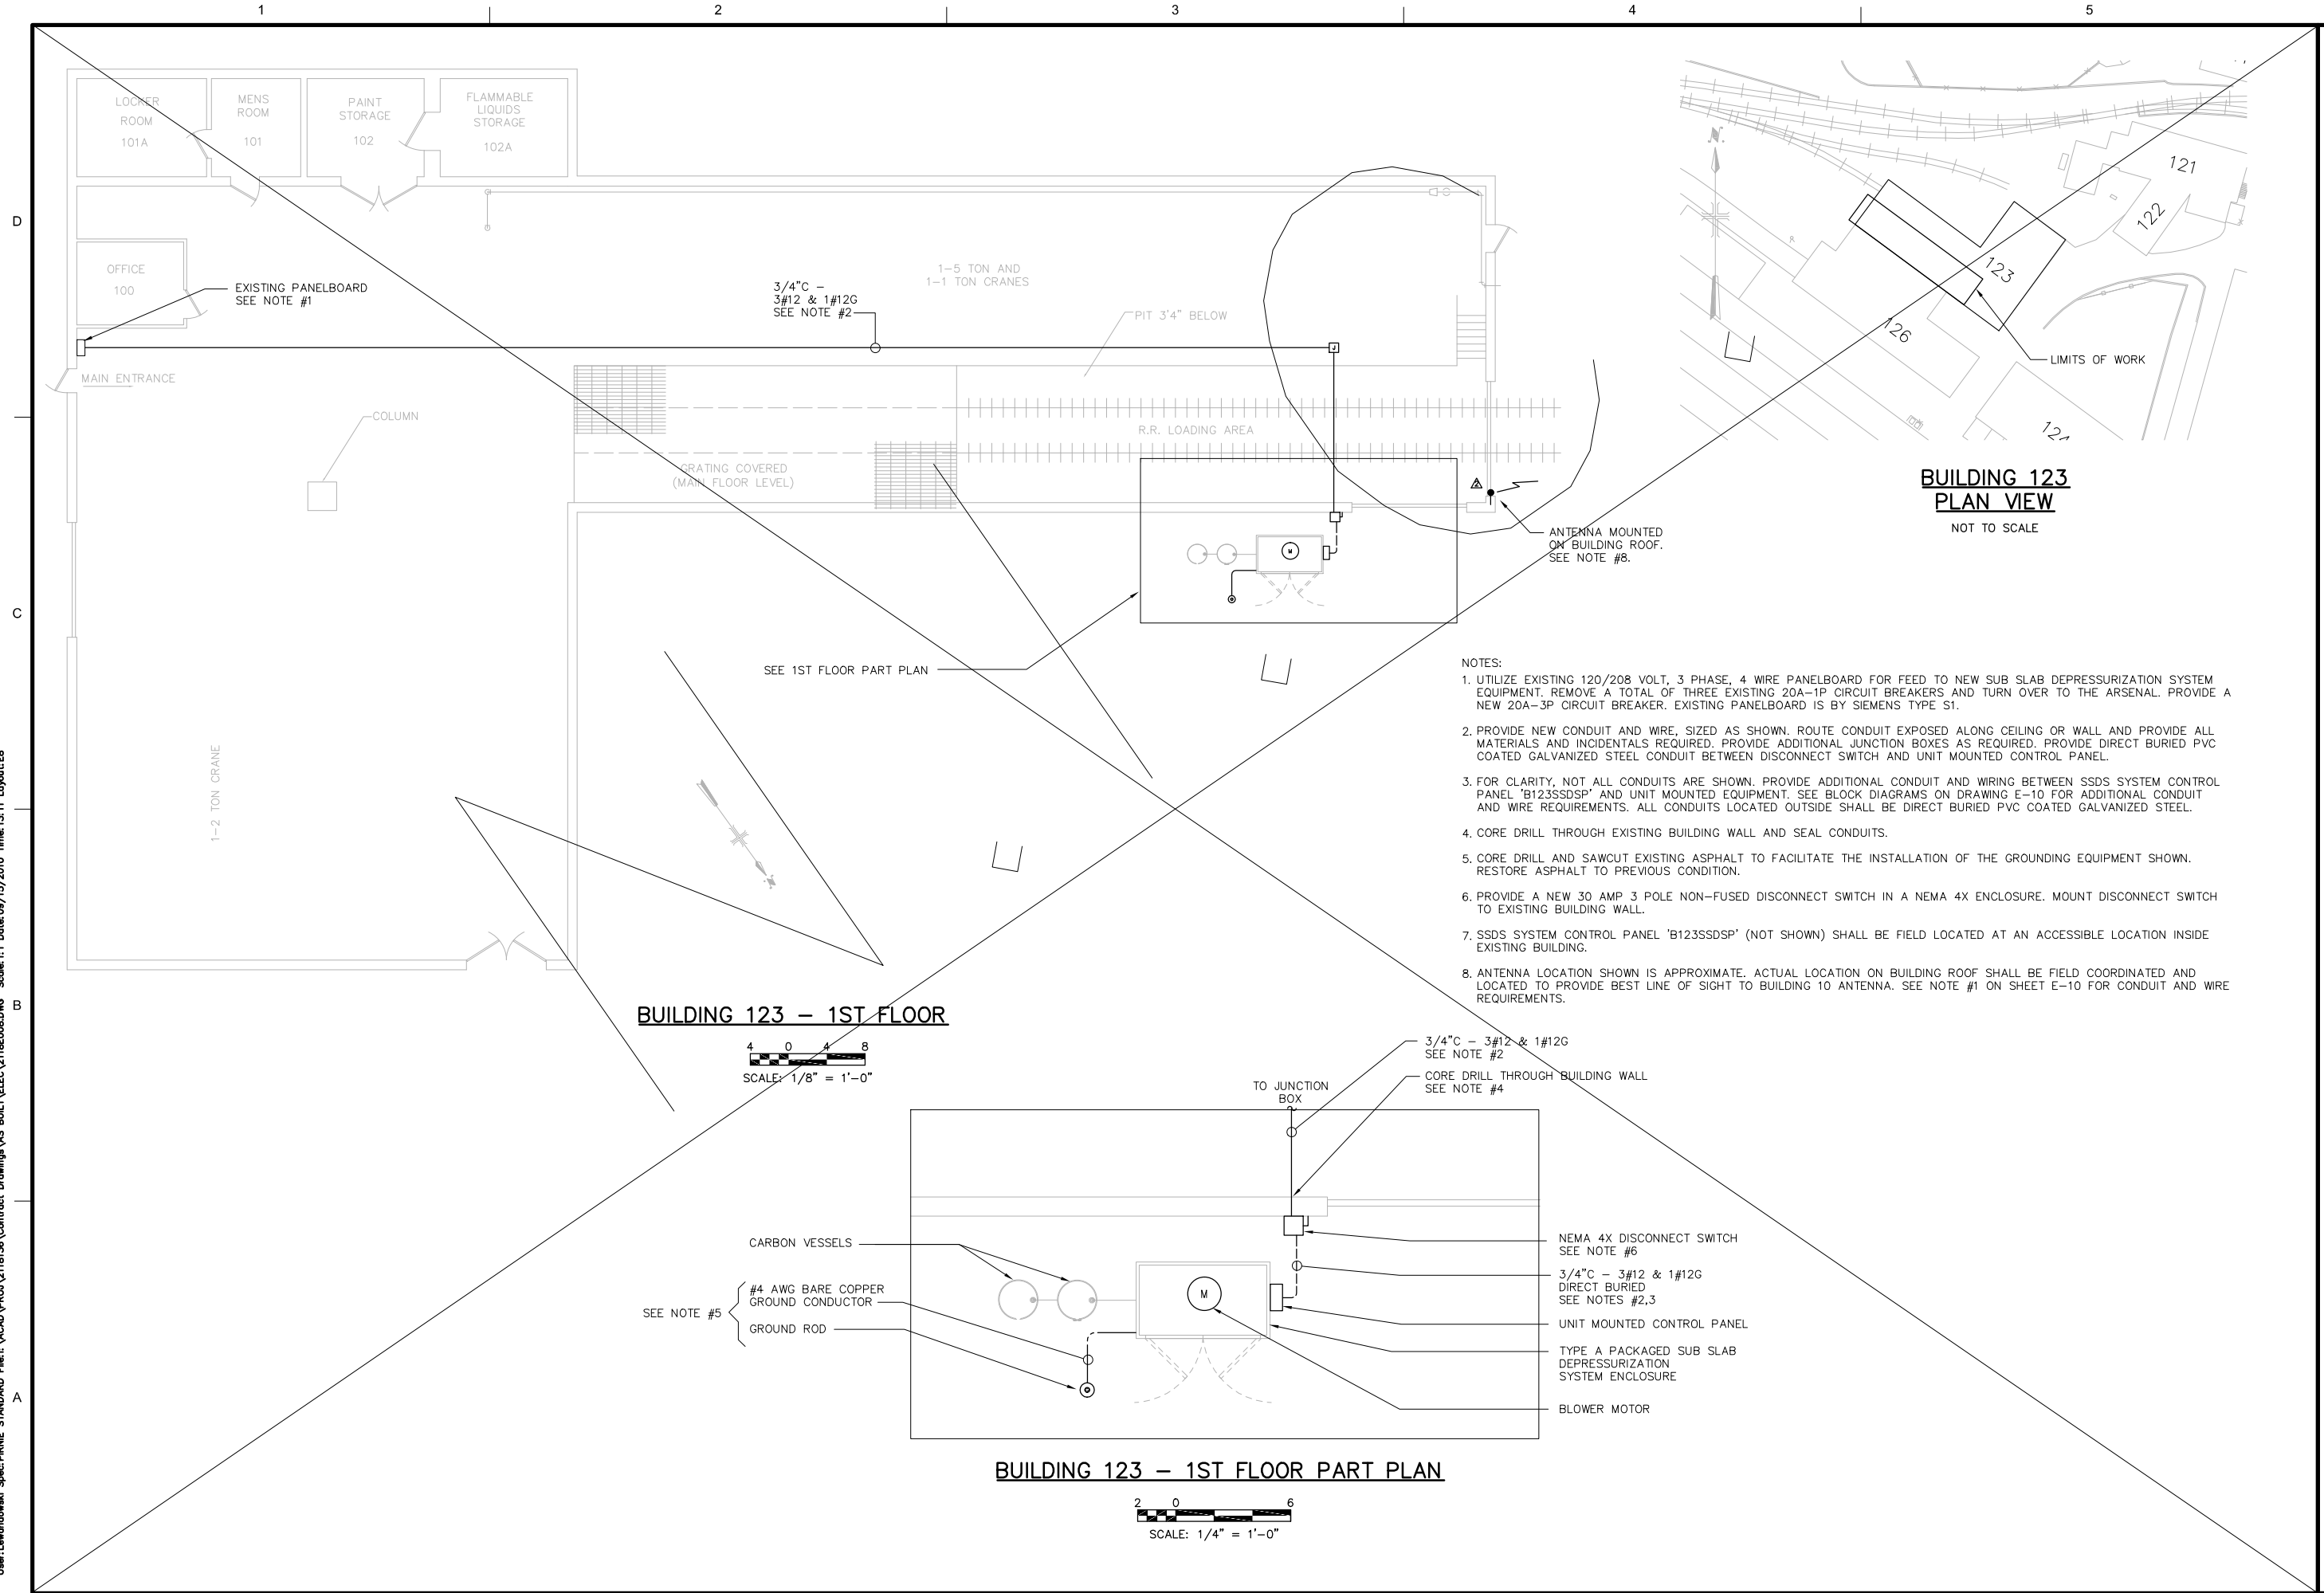 1
2
3
4
5
D
C
B
A
LOCKER
ROOM
101A
MENS
ROOM
101
PAINT
STORAGE
102
FLAMMABLE
LIQUIDS
STORAGE
102A
OFFICE
100
EXISTING PANELBOARD
SEE NOTE #1
MAIN ENTRANCE
COLUMN
3/4"C –
3#12 & 1#12G
SEE NOTE #2
1–5 TON AND
1–1 TON CRANES
PIT 3'4" BELOW
J
R.R. LOADING AREA
GRATING COVERED
(MAIN FLOOR LEVEL)
2
M
ANTENNA MOUNTED
ON BUILDING ROOF.
SEE NOTE #8.
SEE 1ST FLOOR PART PLAN
1–2 TON CRANE
N
BUILDING 123 – 1ST FLOOR
4 0 4 8
SCALE: 1/8" = 1'–0"
N
121
122
123
126
124
LIMITS OF WORK
BUILDING 123
PLAN VIEW
NOT TO SCALE
NOTES:
1. UTILIZE EXISTING 120/208 VOLT, 3 PHASE, 4 WIRE PANELBOARD FOR FEED TO NEW SUB SLAB DEPRESSURIZATION SYSTEM
EQUIPMENT. REMOVE A TOTAL OF THREE EXISTING 20A–1P CIRCUIT BREAKERS AND TURN OVER TO THE ARSENAL. PROVIDE A
NEW 20A–3P CIRCUIT BREAKER. EXISTING PANELBOARD IS BY SIEMENS TYPE S1.
2. PROVIDE NEW CONDUIT AND WIRE, SIZED AS SHOWN. ROUTE CONDUIT EXPOSED ALONG CEILING OR WALL AND PROVIDE ALL
MATERIALS AND INCIDENTALS REQUIRED. PROVIDE ADDITIONAL JUNCTION BOXES AS REQUIRED. PROVIDE DIRECT BURIED PVC
COATED GALVANIZED STEEL CONDUIT BETWEEN DISCONNECT SWITCH AND UNIT MOUNTED CONTROL PANEL.
3. FOR CLARITY, NOT ALL CONDUITS ARE SHOWN. PROVIDE ADDITIONAL CONDUIT AND WIRING BETWEEN SSDS SYSTEM CONTROL
PANEL 'B123SSDSP' AND UNIT MOUNTED EQUIPMENT. SEE BLOCK DIAGRAMS ON DRAWING E–10 FOR ADDITIONAL CONDUIT
AND WIRE REQUIREMENTS. ALL CONDUITS LOCATED OUTSIDE SHALL BE DIRECT BURIED PVC COATED GALVANIZED STEEL.
4. CORE DRILL THROUGH EXISTING BUILDING WALL AND SEAL CONDUITS.
5. CORE DRILL AND SAWCUT EXISTING ASPHALT TO FACILITATE THE INSTALLATION OF THE GROUNDING EQUIPMENT SHOWN.
RESTORE ASPHALT TO PREVIOUS CONDITION.
6. PROVIDE A NEW 30 AMP 3 POLE NON–FUSED DISCONNECT SWITCH IN A NEMA 4X ENCLOSURE. MOUNT DISCONNECT SWITCH
TO EXISTING BUILDING WALL.
7. SSDS SYSTEM CONTROL PANEL 'B123SSDSP' (NOT SHOWN) SHALL BE FIELD LOCATED AT AN ACCESSIBLE LOCATION INSIDE
EXISTING BUILDING.
8. ANTENNA LOCATION SHOWN IS APPROXIMATE. ACTUAL LOCATION ON BUILDING ROOF SHALL BE FIELD COORDINATED AND
LOCATED TO PROVIDE BEST LINE OF SIGHT TO BUILDING 10 ANTENNA. SEE NOTE #1 ON SHEET E–10 FOR CONDUIT AND WIRE
REQUIREMENTS.
3/4"C – 3#12 & 1#12G
SEE NOTE #2
CORE DRILL THROUGH BUILDING WALL
SEE NOTE #4
TO JUNCTION
BOX
CARBON VESSELS
SEE NOTE #5
#4 AWG BARE COPPER
GROUND CONDUCTOR
GROUND ROD
M
NEMA 4X DISCONNECT SWITCH
SEE NOTE #6
3/4"C – 3#12 & 1#12G
DIRECT BURIED
SEE NOTES #2,3
UNIT MOUNTED CONTROL PANEL
TYPE A PACKAGED SUB SLAB
DEPRESSURIZATION
SYSTEM ENCLOSURE
BLOWER MOTOR
BUILDING 123 – 1ST FLOOR PART PLAN
2 0 6
SCALE: 1/4" = 1'–0"